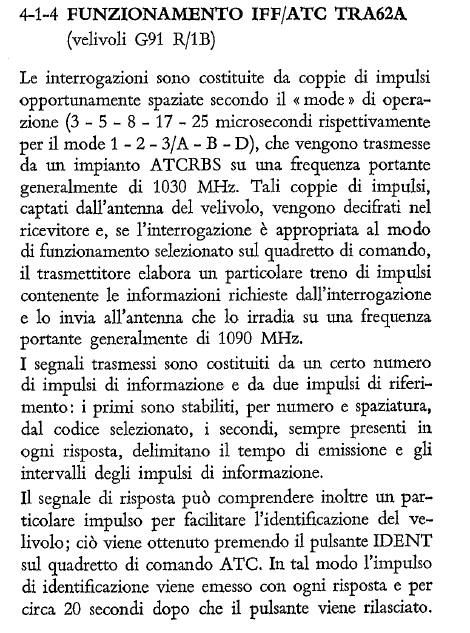 4-1-4 FUNZIONAMENTO IFF/ATC TRA62A
(velivoli G91 R/1B)
Le interrogazioni sono costituite da coppie di impulsi
opportunamente spaziate secondo il « mode » di opera-
zione (3 - 5 - 8 - 17 - 25 microsecondi rispettivamente
per il mode 1 - 2 - 3/A - B - D), che vengono trasmesse
da un impianto ATCRBS su una frequenza portante
generalmente di 1030 MHz. Tali coppie di impulsi,
captati dall'antenna del velivolo, vengono decifrati nel
ricevitore e, se l'interrogazione è appropriata al modo
di funzionamento selezionato sul quadretto di comando,
il trasmettitore elabora un particolare treno di impulsi
contenente le informazioni richieste dall'interrogazione
e lo invia all'antenna che lo irradia su una frequenza
portante generalmente di 1090 MHz.
I segnali trasmessi sono costituiti da un certo numero
di impulsi di informazione e da due impulsi di riferi-
mento: i primi sono stabiliti, per numero e spaziatura,
dal codice selezionato, i secondi, sempre presenti in
ogni risposta, delimitano il tempo di emissione e gli
intervalli degli impulsi di informazione.
Il segnale di risposta può comprendere inoltre un par-
ticolare impulso per facilitare l'identificazione del ve-
livolo; ciò viene ottenuto premendo il pulsante IDENT
sul quadretto di comando ATC. In tal modo l'impulso
di identificazione viene emesso con ogni risposta e per
circa 20 secondi dopo che il pulsante viene rilasciato.